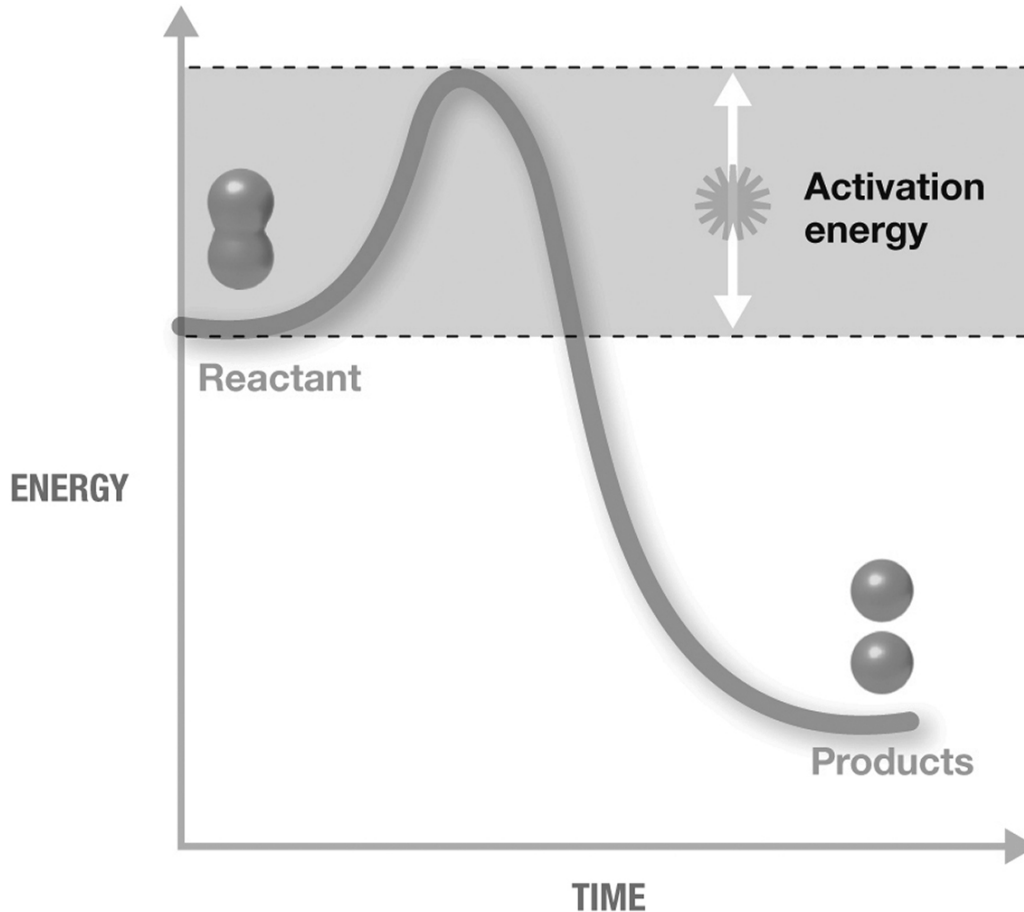 Activation
energy
Reactant
ENERGY
Products
TIME